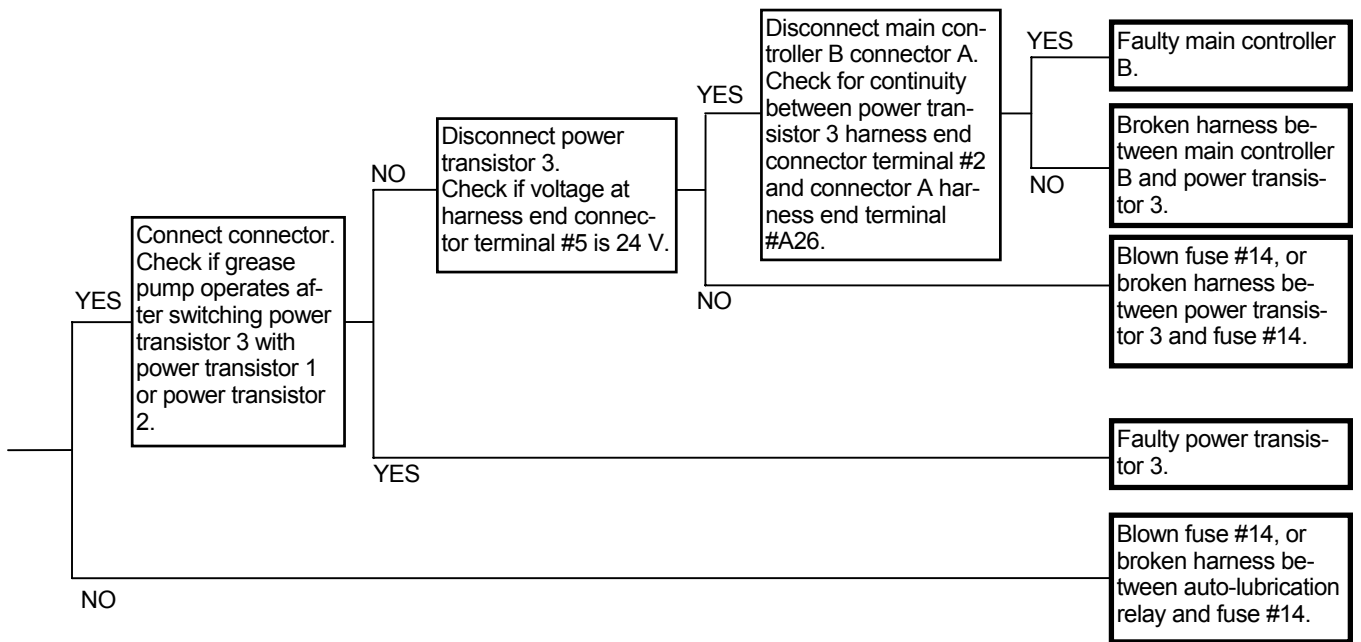 YES
Connect connector.
Check if grease
pump operates af-
ter switching power
transistor 3 with
power transistor 1
or power transistor
2.
NO
Disconnect power
transistor 3.
Check if voltage at
harness end connec-
tor terminal #5 is 24 V.
YES
Disconnect main con-
troller B connector A.
Check for continuity
between power tran-
sistor 3 harness end
connector terminal #2
and connector A har-
ness end terminal
#A26.
YES
Faulty main controller
B.
NO
Broken harness be-
tween main controller
B and power transis-
tor 3.
NO
Blown fuse #14, or
broken harness be-
tween power transis-
tor 3 and fuse #14.
YES
Faulty power transis-
tor 3.
NO
Blown fuse #14, or
broken harness be-
tween auto-lubrication
relay and fuse #14.